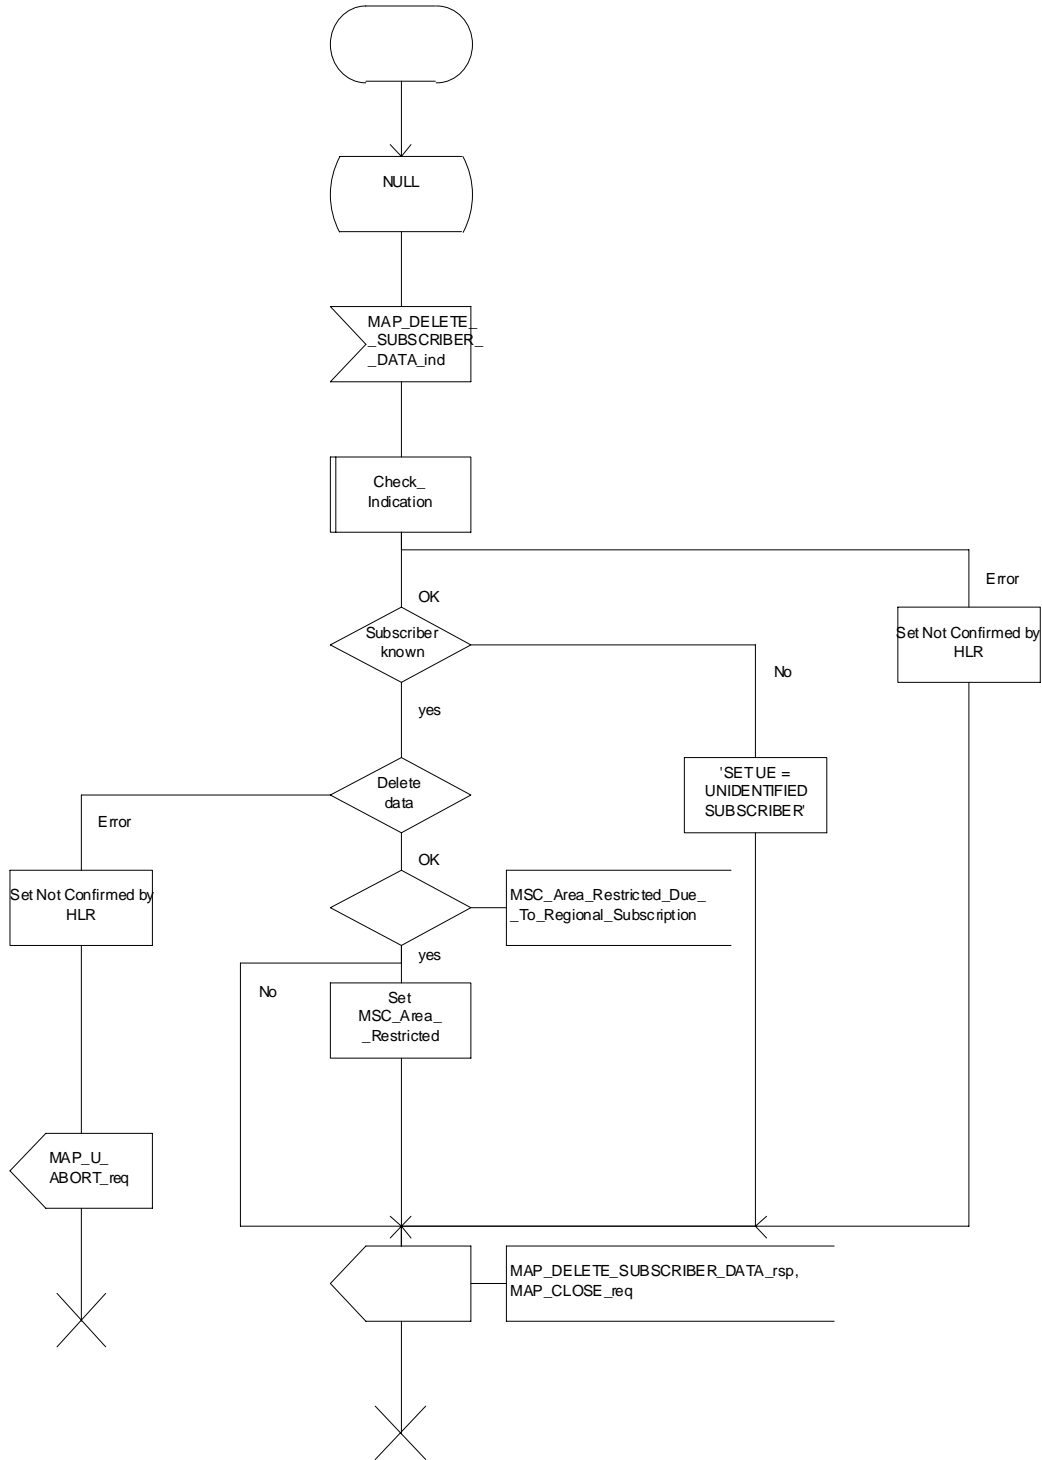 NULL
MAP_DELETE_
_SUBSCRIBER_
_DATA_ind
Check_
Indication
Error
OK
Subscriber
known
Set Not Confirmed by
HLR
No
yes
Delete
data
'SET UE =
UNIDENTIFIED
SUBSCRIBER'
Error
OK
Set Not Confirmed by
HLR
MSC_Area_Restricted_Due_
_To_Regional_Subscription
yes
No
Set
MSC_Area_
_Restricted
MAP_U_
ABORT_req
MAP_DELETE_SUBSCRIBER_DATA_rsp,
MAP_CLOSE_req